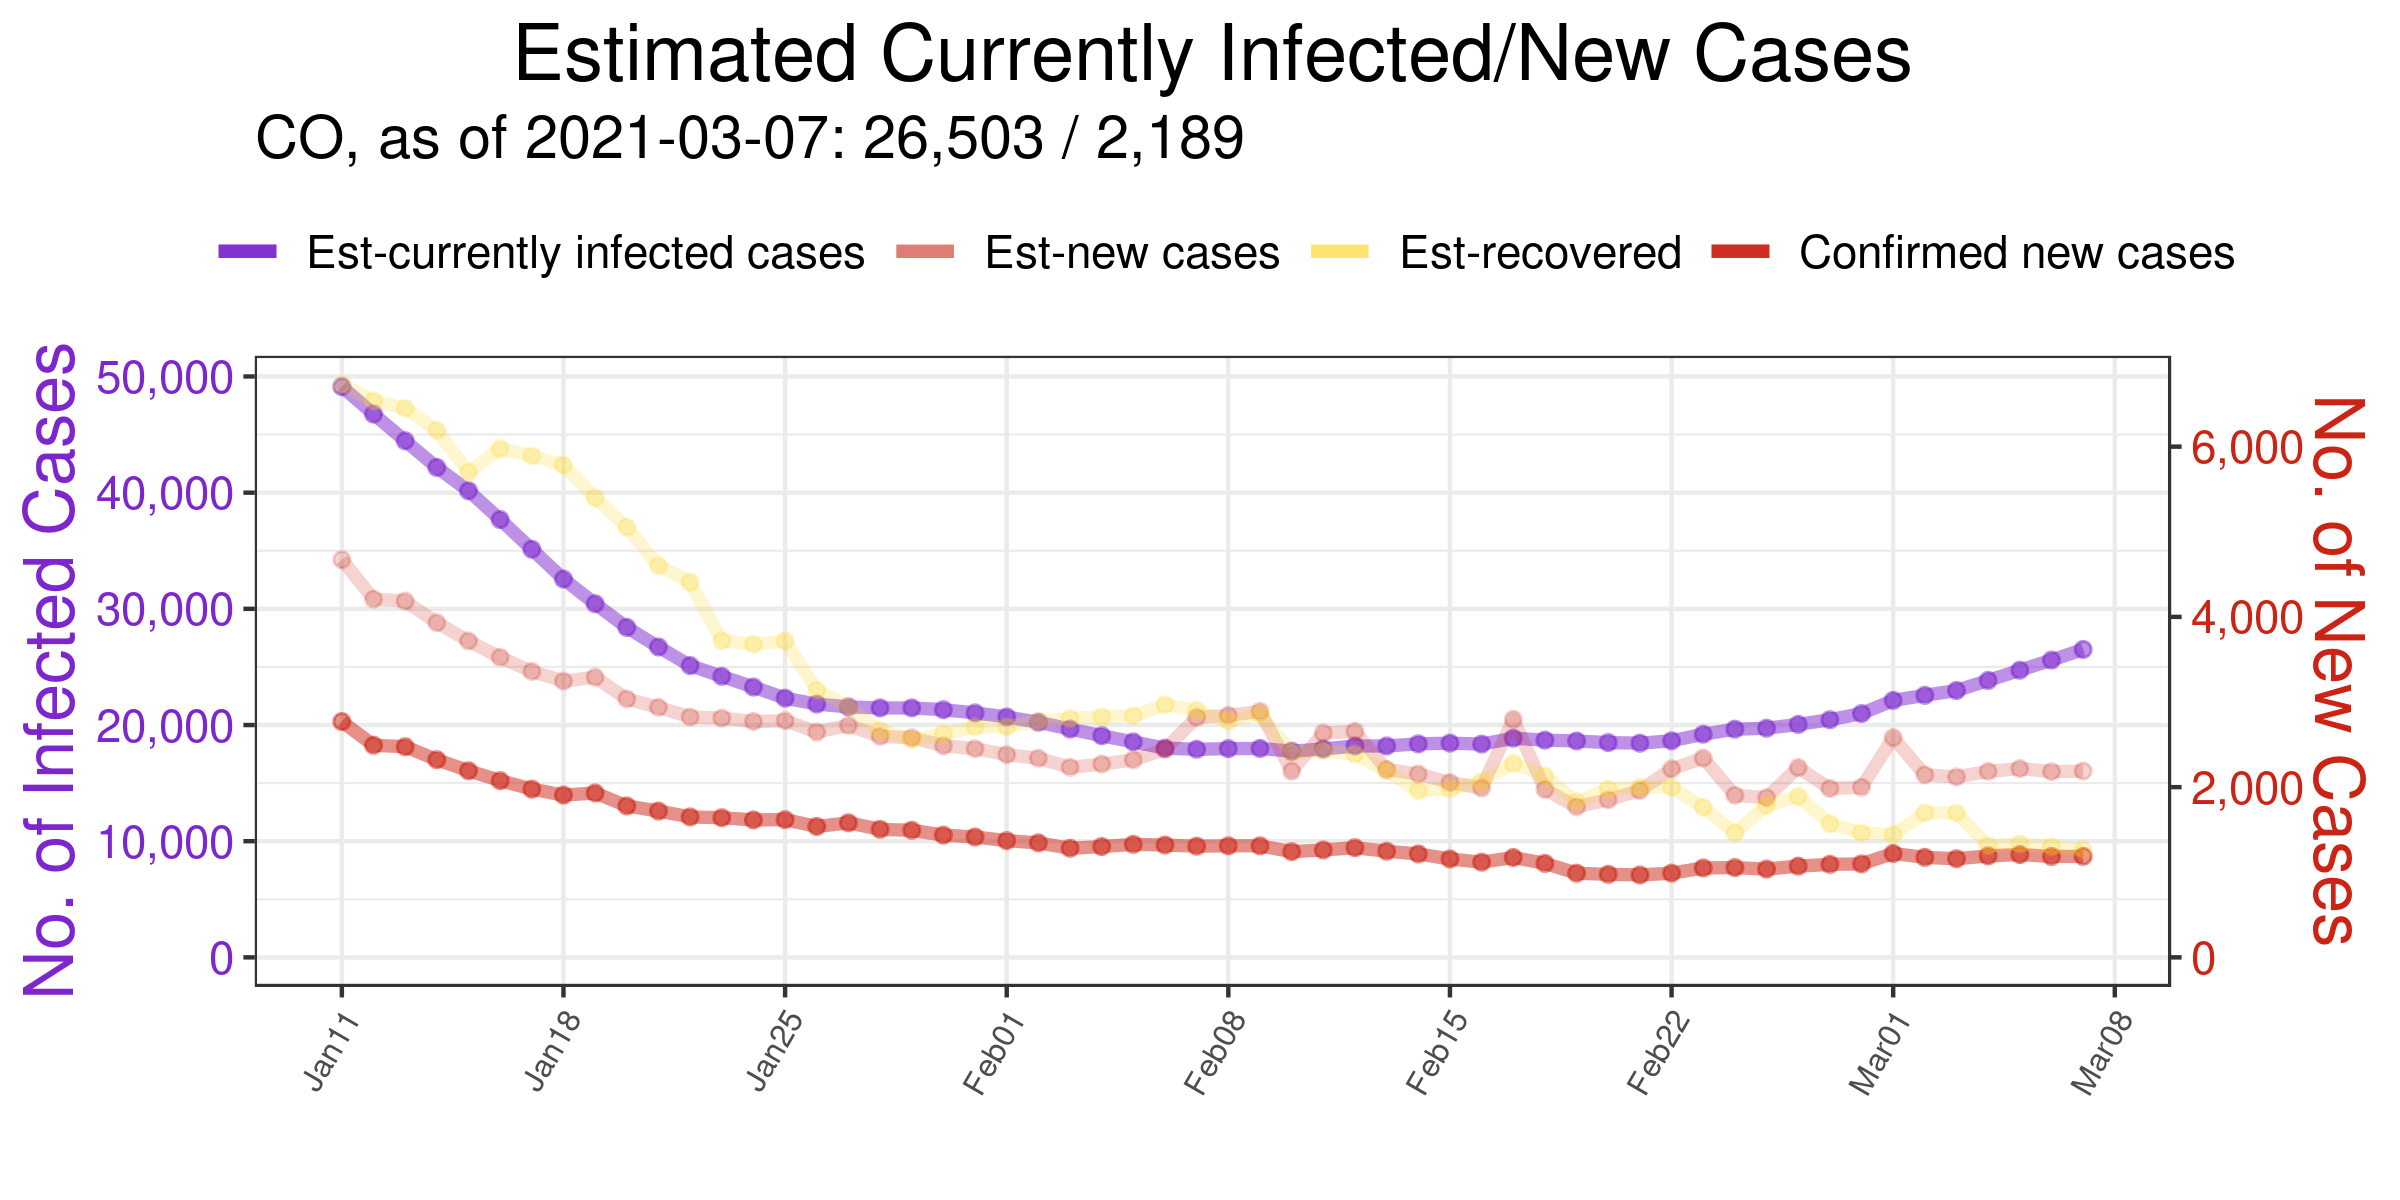 Estimated Currently Infected/New Cases
CO, as of 2021-03-07: 26,503 / 2,189
Est-currently infected cases Est-new cases Est-recovered Confirmed new cases
No. of Infected Cases
50,000
40,000
30,000
20,000
10,000
0
6,000
4,000
2,000
0
No. of New Cases
Jan11
Jan18
Jan25
Feb01
Feb08
Feb15
Feb22
Mar01
Mar08